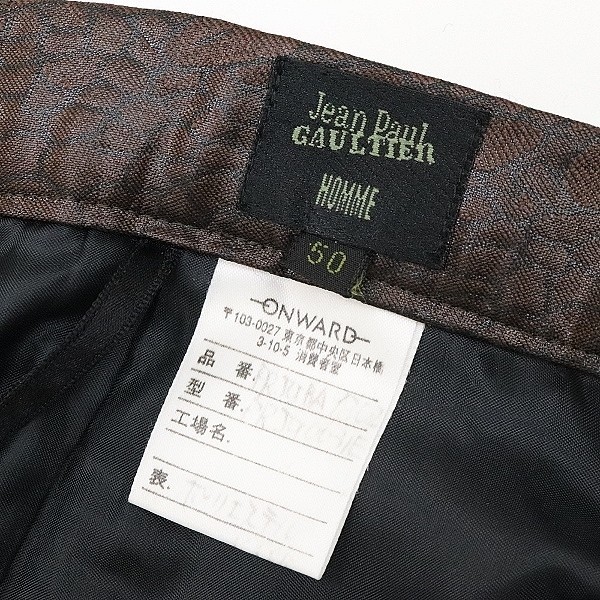 Jean Paul
GAULTIER
HOMME
50
ONWARD
〒103-0027 東京都中央区日本橋
3-10-5 消費者室
品番.
型番.
工場名.
表.